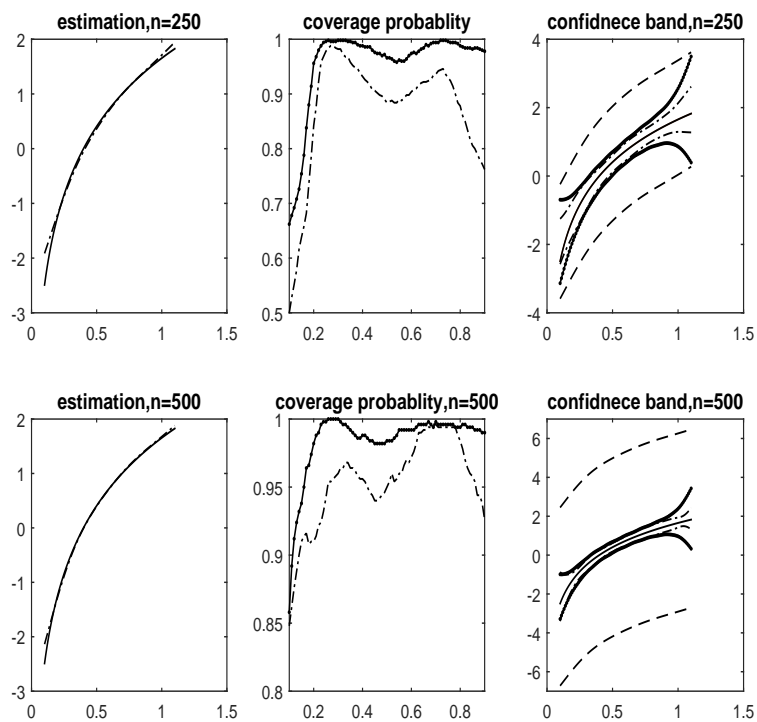 estimation,n=250
2
1
0
-1
-2
-3
0 0.5 1 1.5
coverage probablity
1
0.9
0.8
0.7
0.6
0.5
0.2 0.4 0.6 0.8
confidnece band,n=250
4
2
0
-2
-4
0 0.5 1 1.5
estimation,n=500
2
1
0
-1
-2
-3
0 0.5 1 1.5
coverage probablity,n=500
1
0.95
0.9
0.85
0.8
0.2 0.4 0.6 0.8
confidnece band,n=500
6
4
2
0
-2
-4
-6
0 0.5 1 1.5